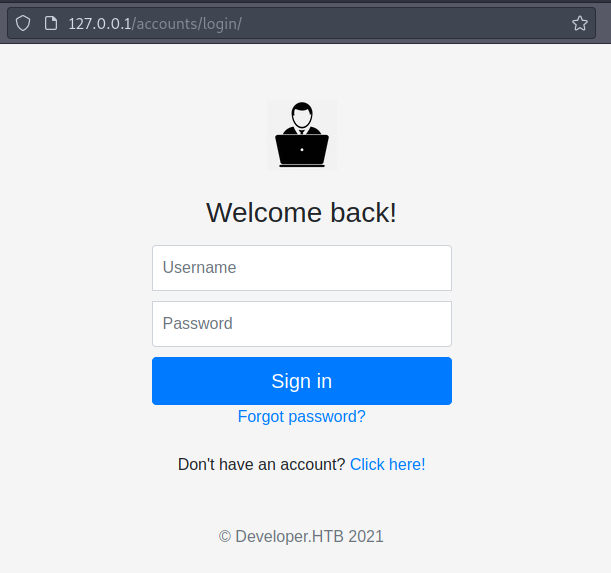 127.0.0.1/accounts/login/
Welcome back!
Username
Password
Sign in
Forgot password?
Don't have an account? Click here!
© Developer.HTB 2021